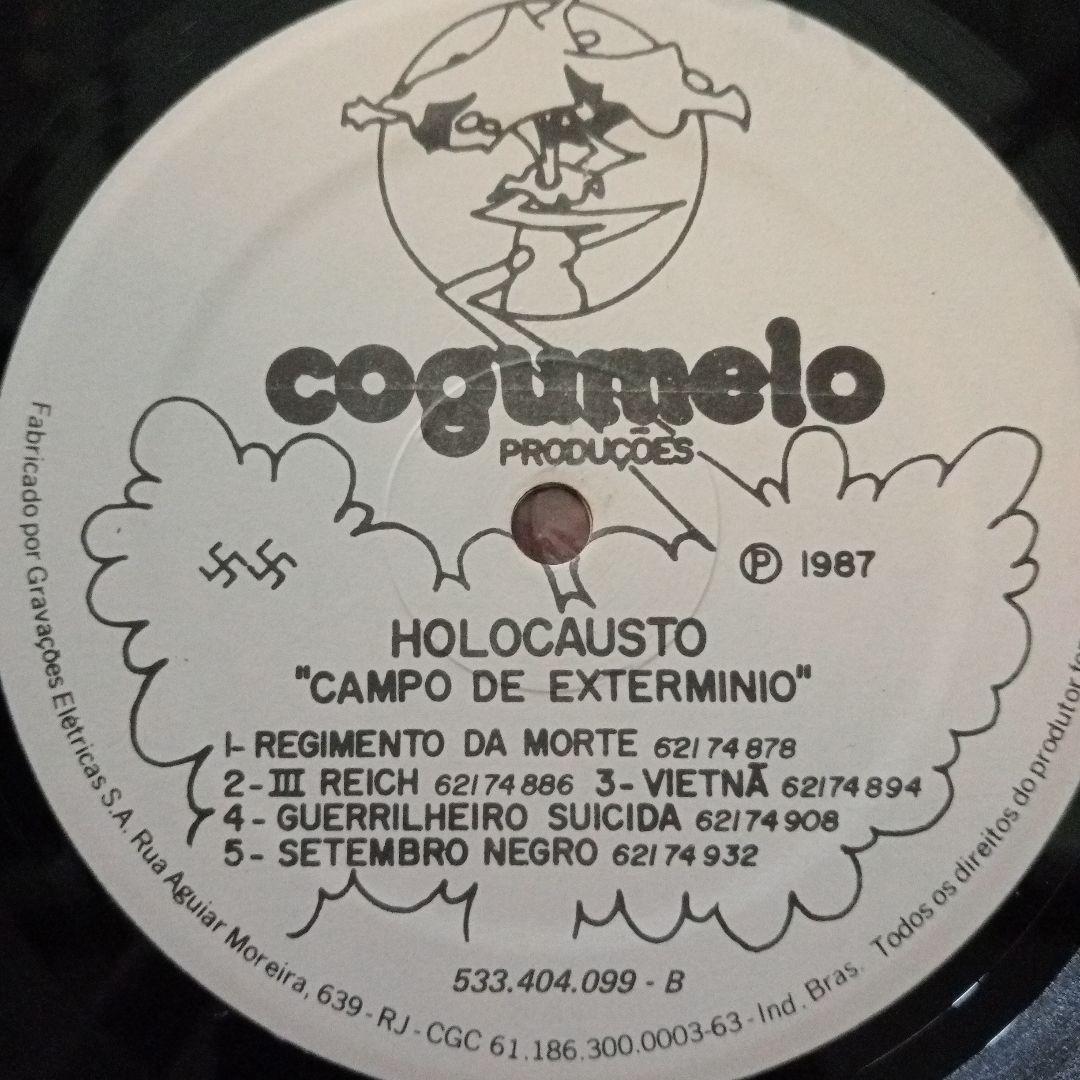 cogumelo
PRODUÇÕES
卐卐
Ⓟ 1987
HOLOCAUSTO
"CAMPO DE EXTERMINIO"
1- REGIMENTO DA MORTE 62174878
2- III REICH 62174886 3- VIETNÃ 62174894
4- GUERRILHEIRO SUICIDA 62174908
5- SETEMBRO NEGRO 62174932
533.404.099 - B
Fabricado por Gravações Elétricas S.A. Rua Aguiar Moreira, 639 - RJ - CGC 61.186.300.0003-63 - Ind. Bras. Todos os direitos do produtor